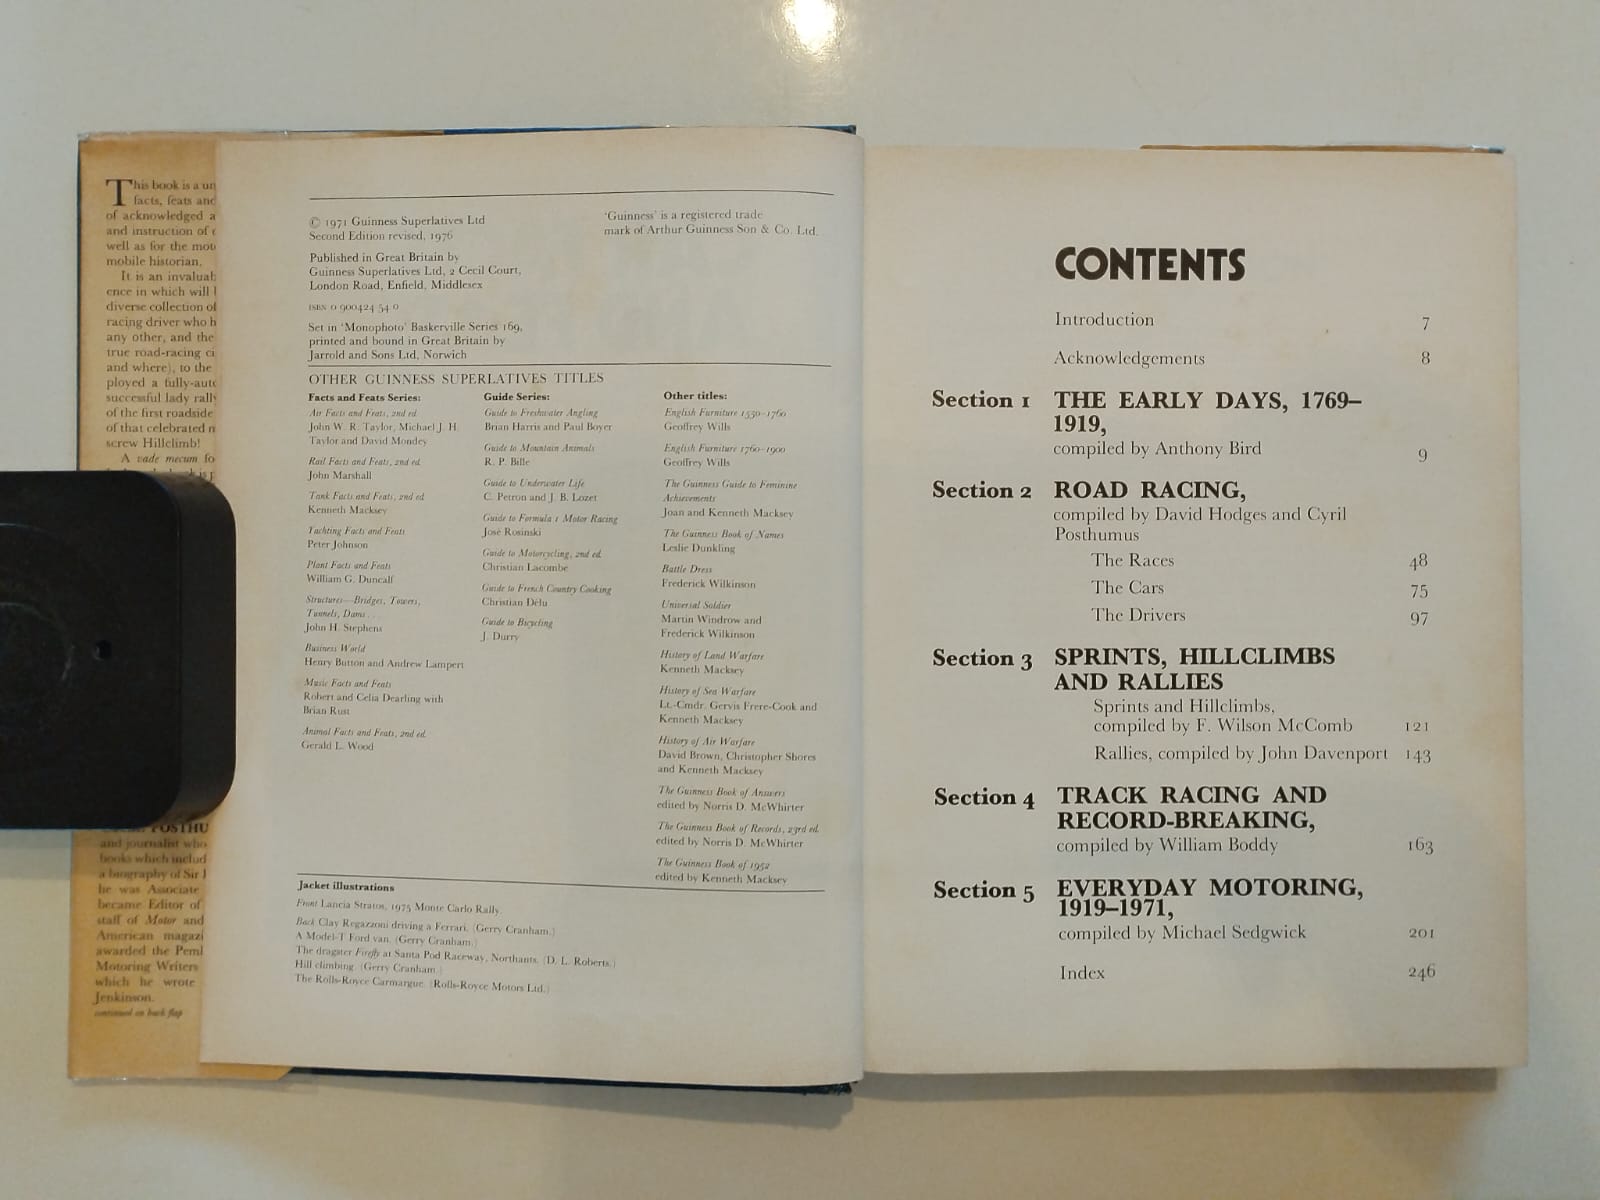 This book is a un
facts, feats and
of acknowledged a
and instruction of
well as for the mot
mobile historian.
It is an invaluab
ence in which will
diverse collection of
racing driver who h
any other, and the
true road-racing ci
and where), to the
ployed a fully-auto
successful lady rally
of the first roadside
of that celebrated
screw Hillclimb!
A vade mecum fo
POSTHU
and journalist who
books which includ
a biography of Sir
he was Associate
became Editor of
staff of Motor and
American magazi
awarded the Peml
Motoring Writers
which he wrote
Jenkinson.
continued on back flap
© 1971 Guinness Superlatives Ltd
Second Edition revised, 1976
Published in Great Britain by
Guinness Superlatives Ltd, 2 Cecil Court,
London Road, Enfield, Middlesex
ISBN 0 900424 54 0
Set in 'Monophoto' Baskerville Series 169,
printed and bound in Great Britain by
Jarrold and Sons Ltd, Norwich
'Guinness' is a registered trade
mark of Arthur Guinness Son & Co. Ltd.
OTHER GUINNESS SUPERLATIVES TITLES
Facts and Feats Series:
Air Facts and Feats, 2nd ed.
John W. R. Taylor, Michael J. H.
Taylor and David Mondey
Rail Facts and Feats, 2nd ed.
John Marshall
Tank Facts and Feats, 2nd ed.
Kenneth Macksey
Yachting Facts and Feats
Peter Johnson
Plant Facts and Feats
William G. Duncalf
Structures—Bridges, Towers,
Tunnels, Dams . . .
John H. Stephens
Business World
Henry Button and Andrew Lampert
Music Facts and Feats
Robert and Celia Dearling with
Brian Rust
Animal Facts and Feats, 2nd ed.
Gerald L. Wood
Guide Series:
Guide to Freshwater Angling
Brian Harris and Paul Boyer
Guide to Mountain Animals
R. P. Bille
Guide to Underwater Life
C. Petron and J. B. Lozet
Guide to Formula 1 Motor Racing
José Rosinski
Guide to Motorcycling, 2nd ed.
Christian Lacombe
Guide to French Country Cooking
Christian Délu
Guide to Bicycling
J. Durry
Other titles:
English Furniture 1550–1760
Geoffrey Wills
English Furniture 1760–1900
Geoffrey Wills
The Guinness Guide to Feminine
Achievements
Joan and Kenneth Macksey
The Guinness Book of Names
Leslie Dunkling
Battle Dress
Frederick Wilkinson
Universal Soldier
Martin Windrow and
Frederick Wilkinson
History of Land Warfare
Kenneth Macksey
History of Sea Warfare
Lt.-Cmdr. Gervis Frere-Cook and
Kenneth Macksey
History of Air Warfare
David Brown, Christopher Shores
and Kenneth Macksey
The Guinness Book of Answers
edited by Norris D. McWhirter
The Guinness Book of Records, 23rd ed.
edited by Norris D. McWhirter
The Guinness Book of 1952
edited by Kenneth Macksey
Jacket illustrations
Front Lancia Stratos, 1975 Monte Carlo Rally.
Back Clay Regazzoni driving a Ferrari. (Gerry Cranham.)
A Model-T Ford van. (Gerry Cranham.)
The dragster Firefly at Santa Pod Raceway, Northants. (D. L. Roberts.)
Hill climbing. (Gerry Cranham.)
The Rolls-Royce Carmargue. (Rolls-Royce Motors Ltd.)
CONTENTS
Introduction 7
Acknowledgements 8
Section 1 THE EARLY DAYS, 1769–
1919,
compiled by Anthony Bird 9
Section 2 ROAD RACING,
compiled by David Hodges and Cyril
Posthumus
The Races 48
The Cars 75
The Drivers 97
Section 3 SPRINTS, HILLCLIMBS
AND RALLIES
Sprints and Hillclimbs,
compiled by F. Wilson McComb 121
Rallies, compiled by John Davenport 143
Section 4 TRACK RACING AND
RECORD-BREAKING,
compiled by William Boddy 163
Section 5 EVERYDAY MOTORING,
1919–1971,
compiled by Michael Sedgwick 201
Index 246